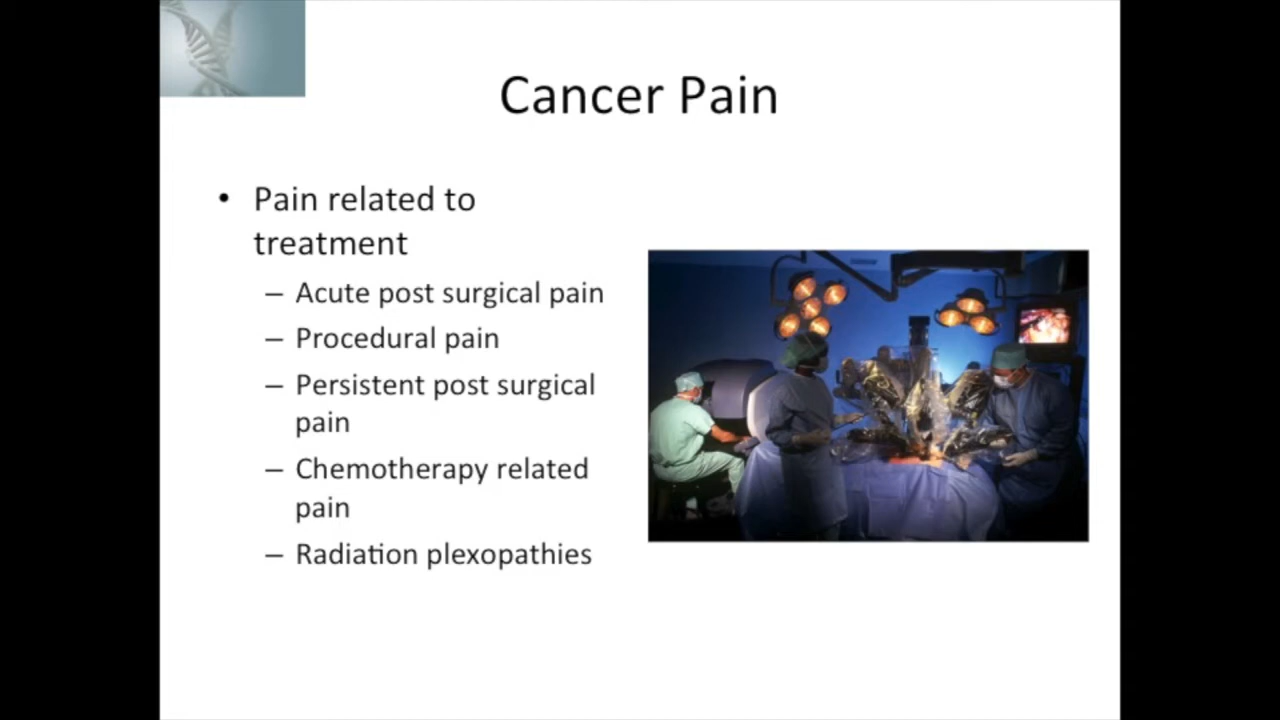 Cancer Pain
• Pain related to
treatment
– Acute post surgical pain
– Procedural pain
– Persistent post surgical
pain
– Chemotherapy related
pain
– Radiation plexopathies